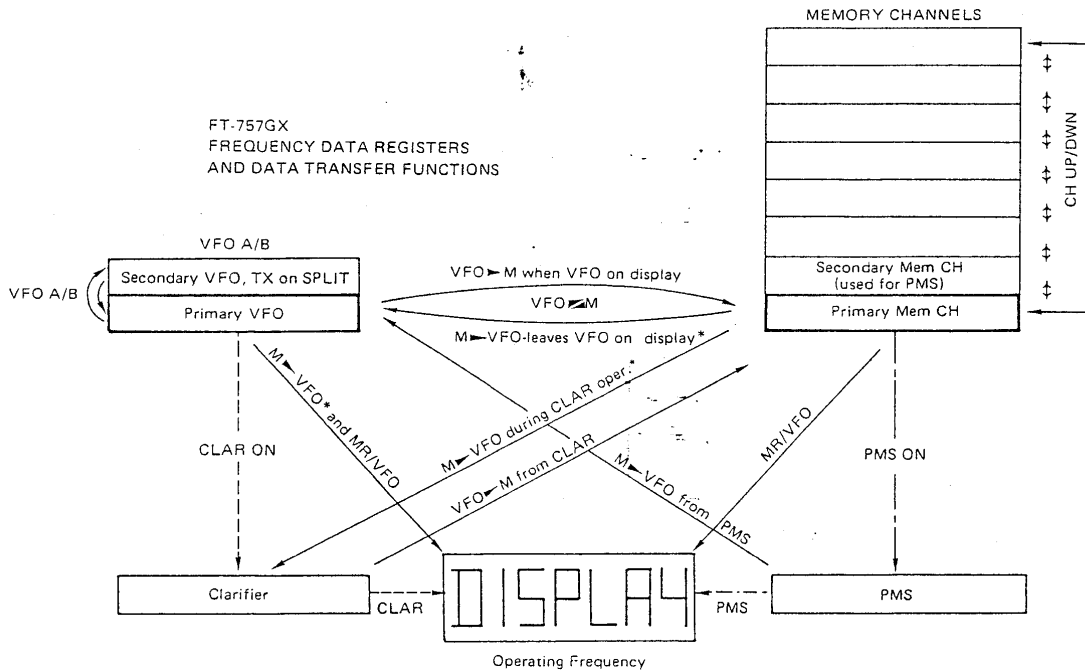 MEMORY CHANNELS
FT-757GX
FREQUENCY DATA REGISTERS
AND DATA TRANSFER FUNCTIONS
CH UP/DWN
VFO A/B
Secondary VFO, TX on SPLIT
VFO A/B
Primary VFO
VFO►M when VFO on display
VFO▰M
M►VFO-leaves VFO on display*
Secondary Mem CH
(used for PMS)
Primary Mem CH
M►VFO* and MR/VFO
M►VFO during CLAR oper.*
VFO►M from CLAR
M►VFO from PMS
MR/VFO
CLAR ON
PMS ON
Clarifier
CLAR
DISPLAY
PMS
PMS
Operating Frequency